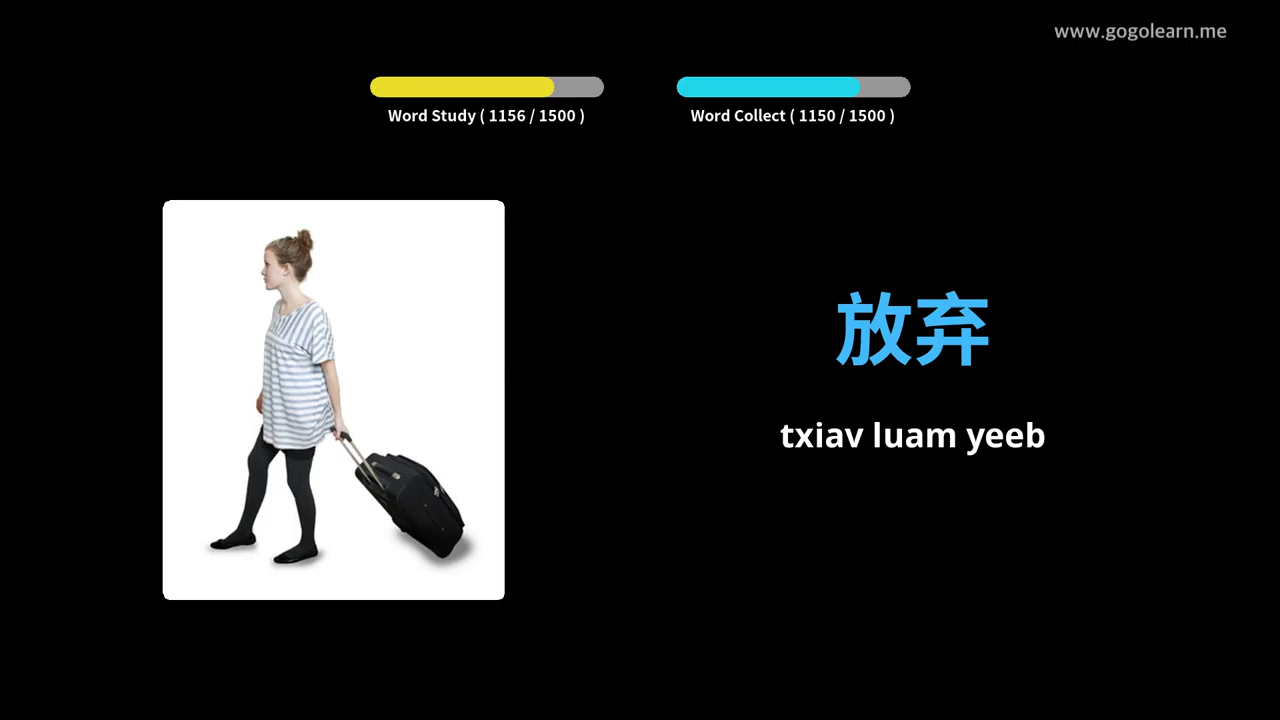 www.gogolearn.me
Word Study ( 1156 / 1500 )
Word Collect ( 1150 / 1500 )
放弃
txiav luam yeeb